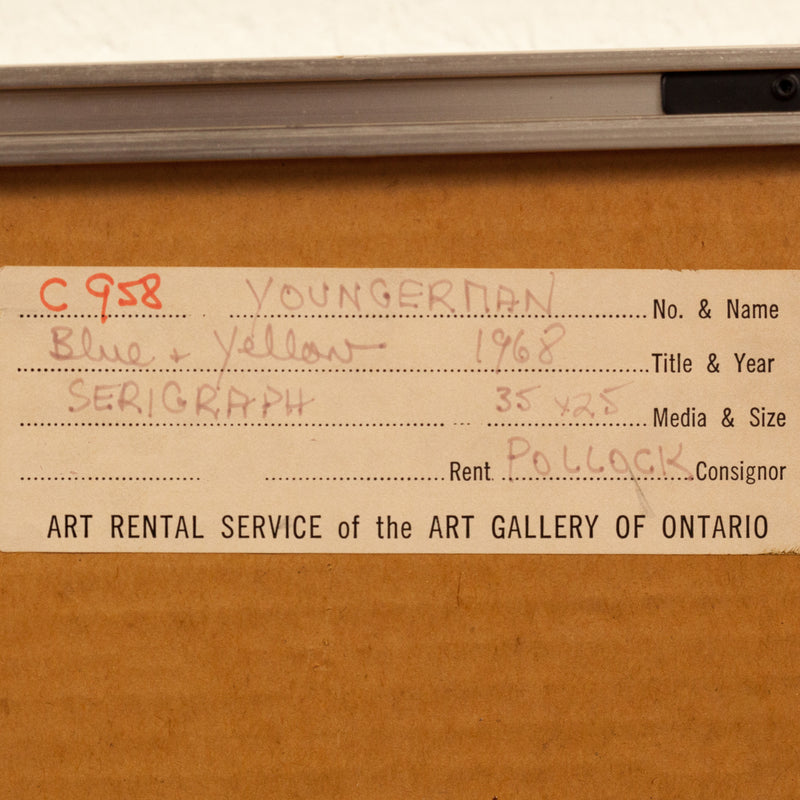 C 958 YOUNGERMAN No. & Name
Blue + Yellow 1968 Title & Year
SERIGRAPH 35 x25 Media & Size
Rent POLLOCK Consignor
ART RENTAL SERVICE of the ART GALLERY OF ONTARIO